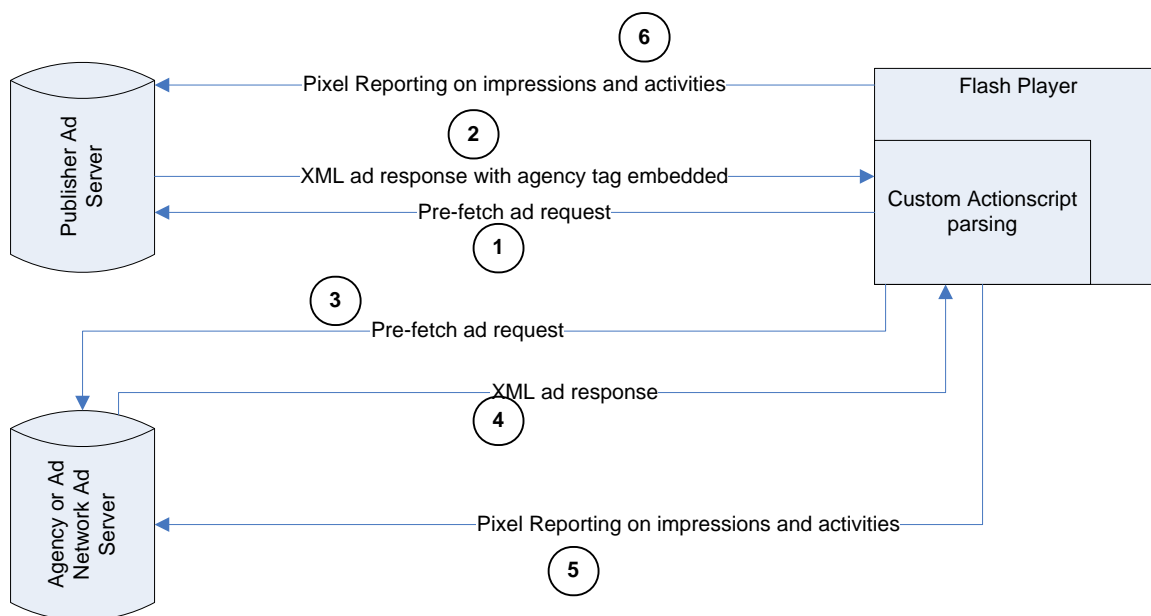 6
Pixel Reporting on impressions and activities
Flash Player
2
Publisher Ad
Server
XML ad response with agency tag embedded
Custom Actionscript
parsing
Pre-fetch ad request
1
3
Pre-fetch ad request
XML ad response
4
Agency or Ad
Network Ad
Server
Pixel Reporting on impressions and activities
5